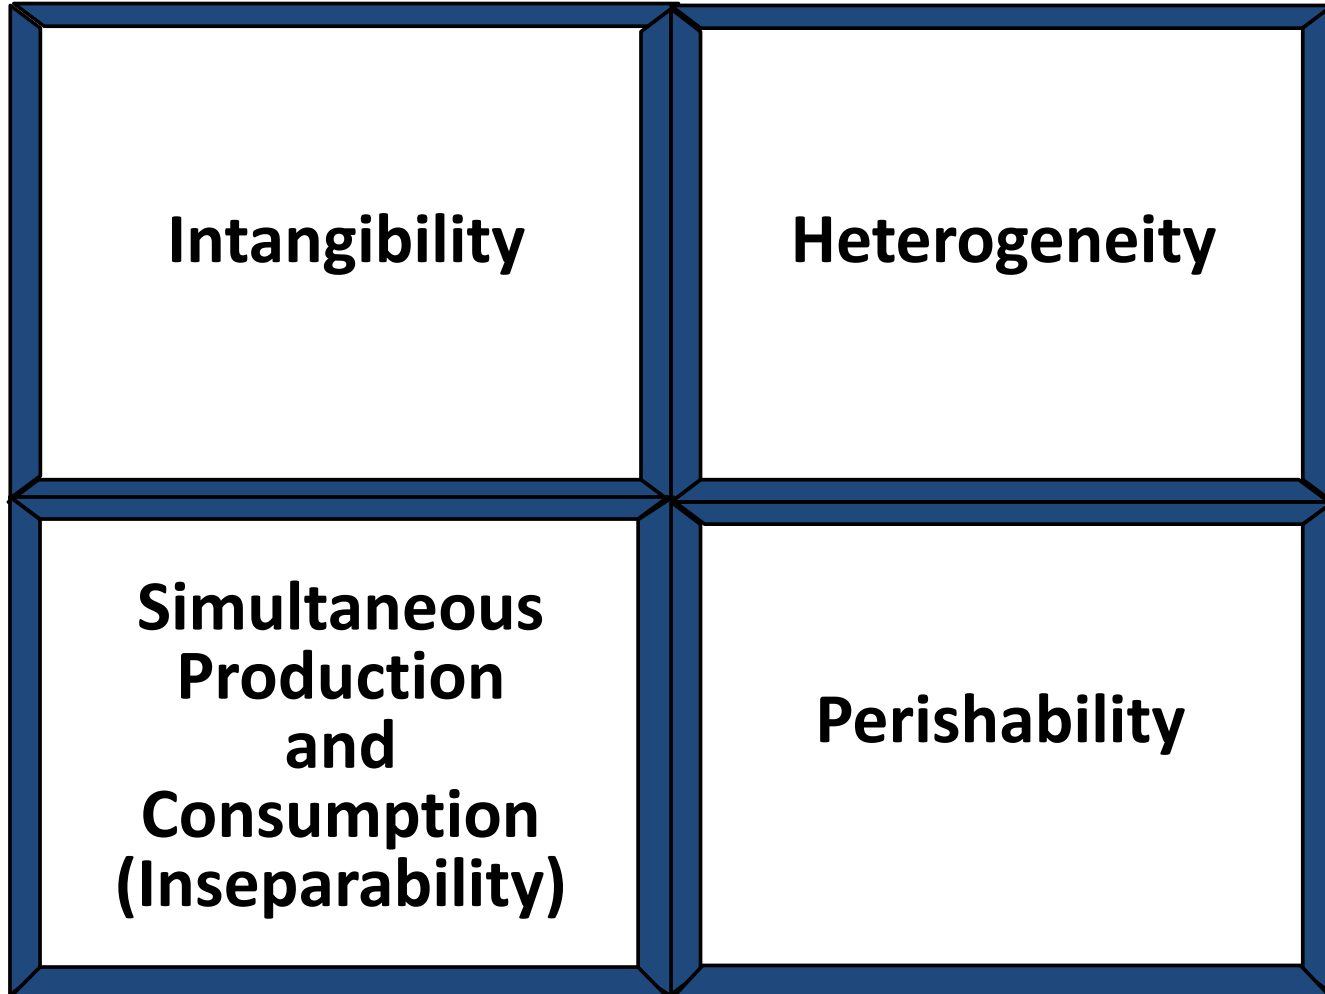 Intangibility
Heterogeneity
Simultaneous
Production
and
Consumption
(Inseparability)
Perishability